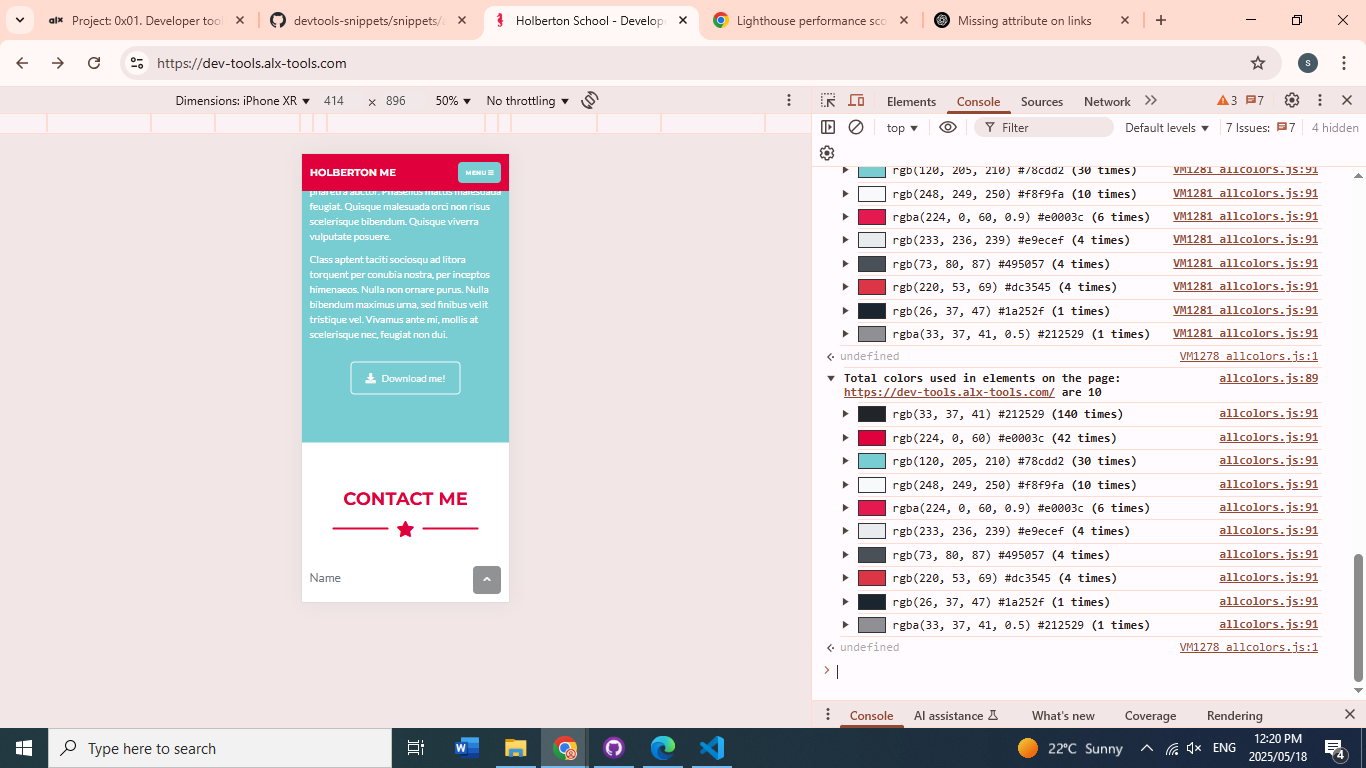 alx Project: 0x01. Developer tool
devtools-snippets/snippets/a
Holberton School - Develope
Lighthouse performance sco
Missing attribute on links
https://dev-tools.alx-tools.com
S
Dimensions: iPhone XR 414 × 896 50% No throttling
Elements Console Sources Network 3 7
top Filter Default levels 7 Issues: 7 4 hidden
HOLBERTON ME MENU
pharetra auctor. Phasellus matus malesuada
feugiat. Quisque malesuada orci non risus
scelerisque bibendum. Quisque viverra
vulputate posuere.
Class aptent taciti sociosqu ad litora
torquent per conubia nostra, per inceptos
himenaeos. Nulla non ornare purus. Nulla
bibendum maximus urna, sed finibus velit
tristique vel. Vivamus ante mi, mollis at
scelerisque nec, feugiat non dui.
Download me!
CONTACT ME
Name
rgb(120, 205, 210) #78cdd2 (30 times) VM1281 allcolors.js:91
rgb(248, 249, 250) #f8f9fa (10 times) VM1281 allcolors.js:91
rgba(224, 0, 60, 0.9) #e0003c (6 times) VM1281 allcolors.js:91
rgb(233, 236, 239) #e9ecef (4 times) VM1281 allcolors.js:91
rgb(73, 80, 87) #495057 (4 times) VM1281 allcolors.js:91
rgb(220, 53, 69) #dc3545 (4 times) VM1281 allcolors.js:91
rgb(26, 37, 47) #1a252f (1 times) VM1281 allcolors.js:91
rgba(33, 37, 41, 0.5) #212529 (1 times) VM1281 allcolors.js:91
undefined VM1278 allcolors.js:1
Total colors used in elements on the page: allcolors.js:89
https://dev-tools.alx-tools.com/ are 10
rgb(33, 37, 41) #212529 (140 times) allcolors.js:91
rgb(224, 0, 60) #e0003c (42 times) allcolors.js:91
rgb(120, 205, 210) #78cdd2 (30 times) allcolors.js:91
rgb(248, 249, 250) #f8f9fa (10 times) allcolors.js:91
rgba(224, 0, 60, 0.9) #e0003c (6 times) allcolors.js:91
rgb(233, 236, 239) #e9ecef (4 times) allcolors.js:91
rgb(73, 80, 87) #495057 (4 times) allcolors.js:91
rgb(220, 53, 69) #dc3545 (4 times) allcolors.js:91
rgb(26, 37, 47) #1a252f (1 times) allcolors.js:91
rgba(33, 37, 41, 0.5) #212529 (1 times) allcolors.js:91
undefined VM1278 allcolors.js:1
Console AI assistance What's new Coverage Rendering
Type here to search
22°C Sunny ENG 12:20 PM
2025/05/18
4